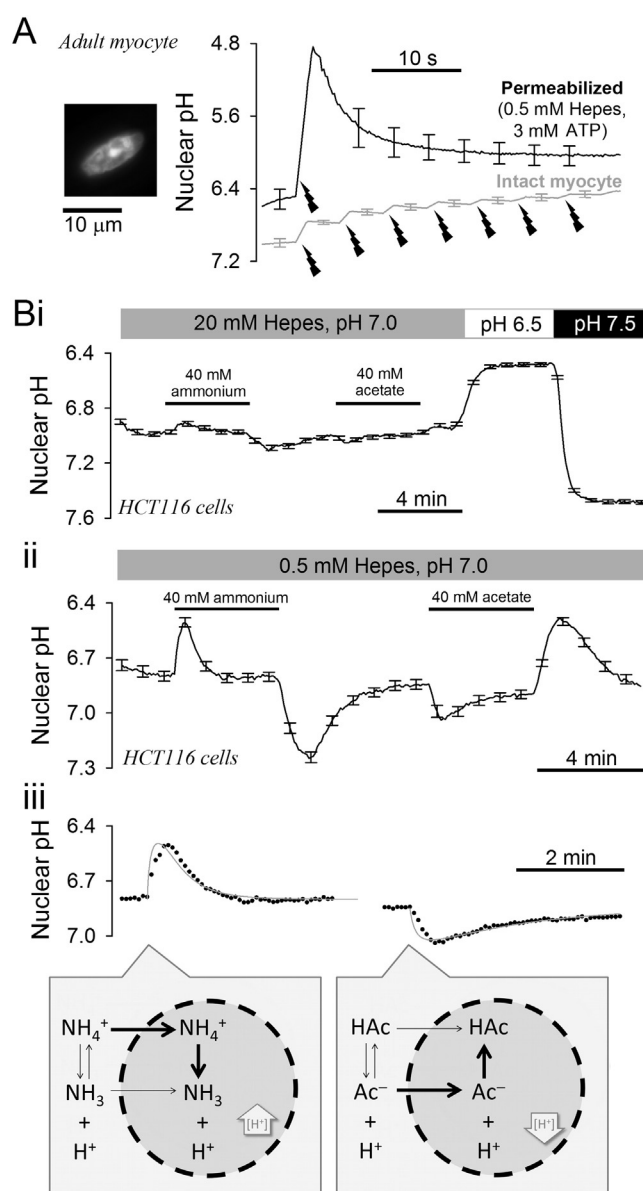 A
Adult myocyte
10 μm
Nuclear pH
4.8
5.6
6.4
7.2
10 s
Permeabilized
(0.5 mM Hepes,
3 mM ATP)
Intact myocyte
Bi
20 mM Hepes, pH 7.0
pH 6.5
pH 7.5
Nuclear pH
6.4
6.8
7.2
7.6
40 mM
ammonium
40 mM
acetate
4 min
HCT116 cells
ii
0.5 mM Hepes, pH 7.0
Nuclear pH
6.4
6.7
7.0
7.3
40 mM ammonium
40 mM acetate
HCT116 cells
4 min
iii
Nuclear pH
6.4
6.7
7.0
2 min
NH₄⁺
NH₄⁺
NH₃
NH₃
+
+
H⁺
H⁺
[H⁺]
HAc
HAc
Ac⁻
Ac⁻
+
+
H⁺
H⁺
[H⁺]